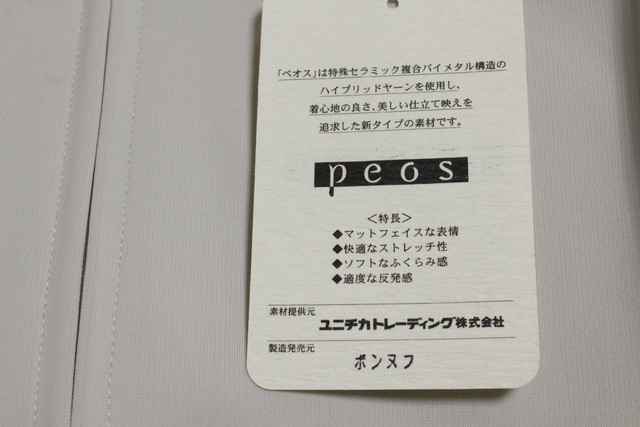 「ペオス」は特殊セラミック複合バイメタル構造の
ハイブリッドヤーンを使用し、
着心地の良さ、美しい仕立て映えを
追求した新タイプの素材です。
peos
＜特長＞
◆マットフェイスな表情
◆快適なストレッチ性
◆ソフトなふくらみ感
◆適度な反発感
素材提供元
ユニチカトレーディング株式会社
製造発売元
ボンヌフ